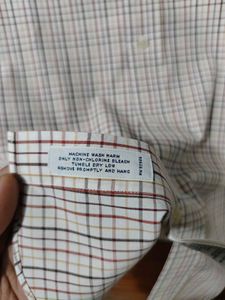 MACHINE WASH WARM
ONLY NON-CHLORINE BLEACH
TUMBLE DRY LOW
REMOVE PROMPTLY AND HANG